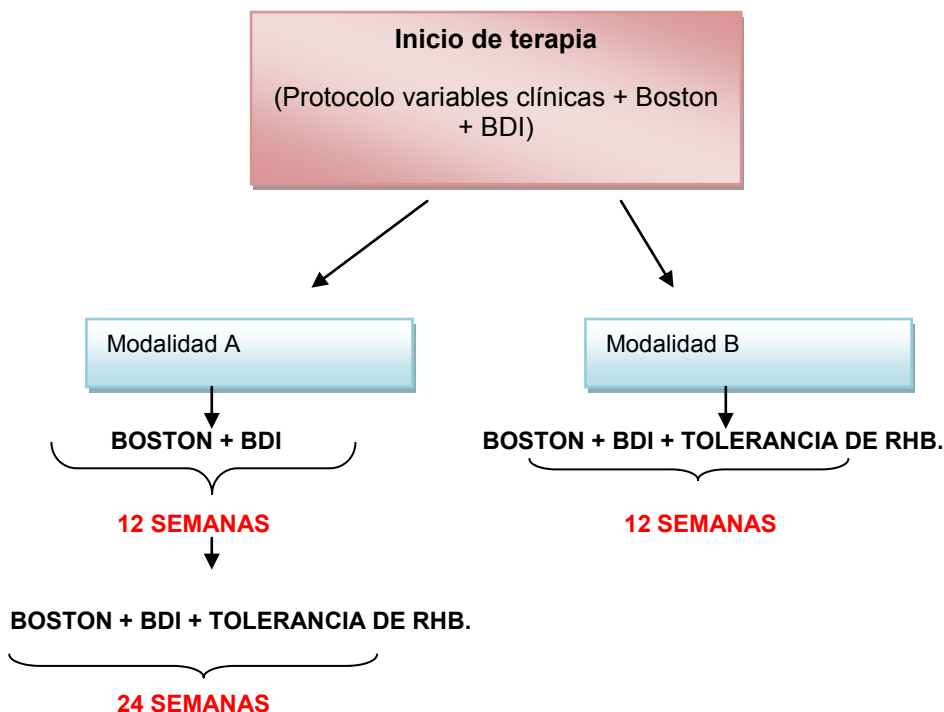 Inicio de terapia
(Protocolo variables clínicas + Boston
+ BDI)
Modalidad A
Modalidad B
BOSTON + BDI
BOSTON + BDI + TOLERANCIA DE RHB.
12 SEMANAS
12 SEMANAS
BOSTON + BDI + TOLERANCIA DE RHB.
24 SEMANAS